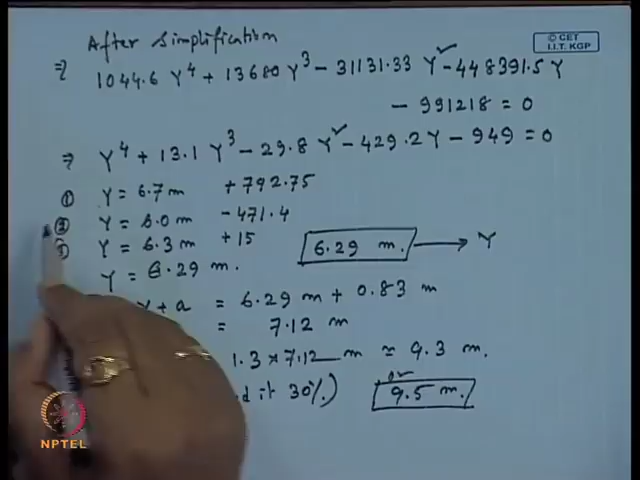 After Simplification
© CET
I.I.T. KGP
⇒ 1044.6 Y⁴ + 13680 Y³ - 31131.33 Y² - 448391.5 Y
- 991218 = 0
⇒ Y⁴ + 13.1 Y³ - 29.8 Y² - 429.2 Y - 949 = 0
① Y = 6.7 m + 792.75
② Y = 6.0 m - 471.4
Y = 6.3 m + 15
6.29 m. → Y
Y = 6.29 m.
Y + a = 6.29 m + 0.83 m
= 7.12 m
1.3 × 7.12 m ≃ 9.3 m.
d it 30%) or 9.5 m.
NPTEL